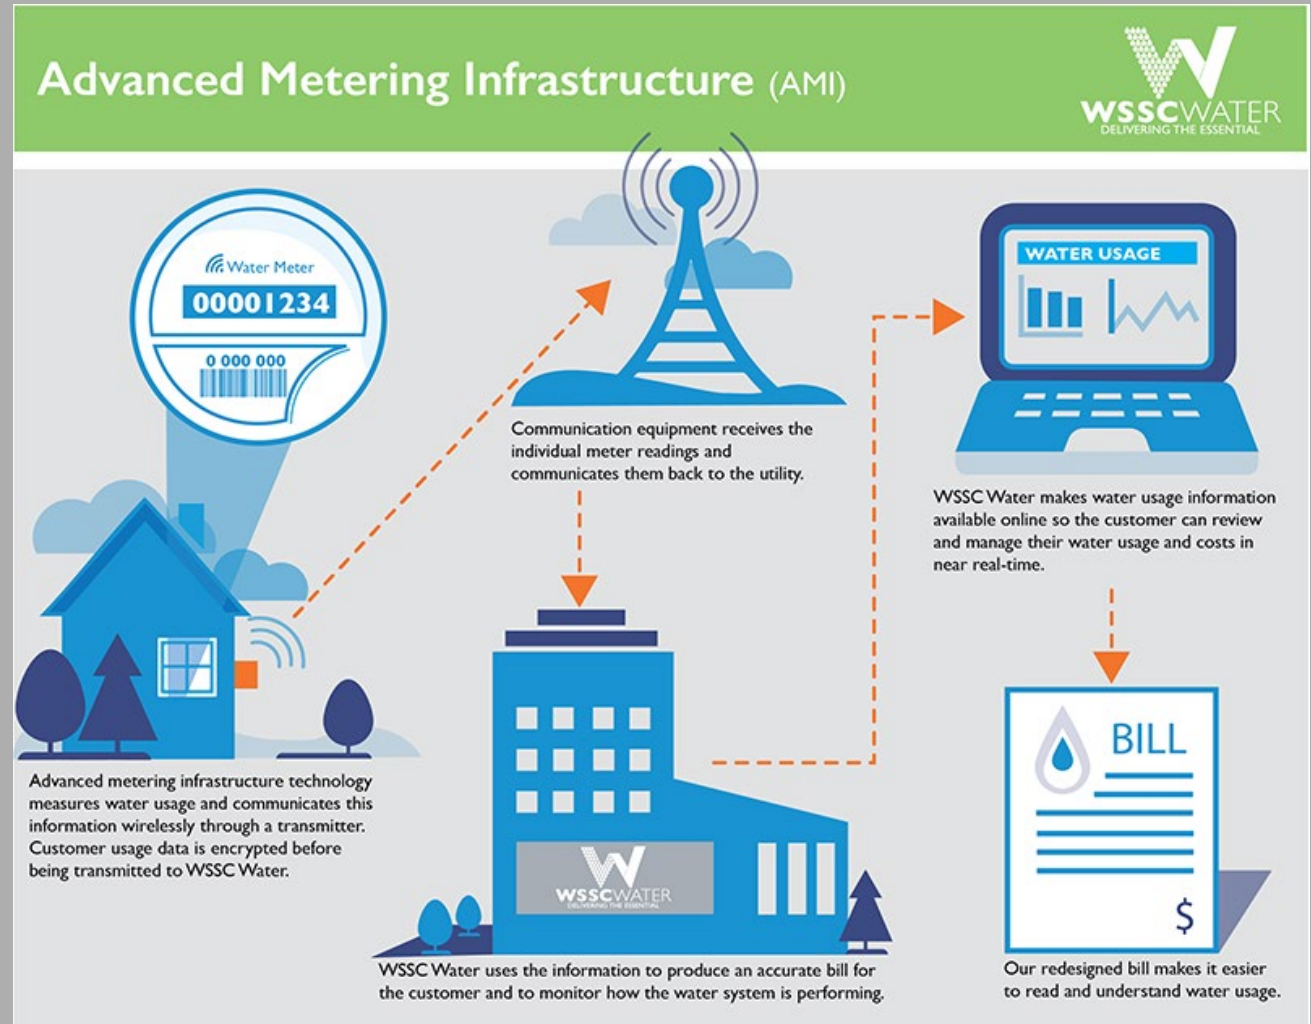 Advanced Metering Infrastructure (AMI)
WSSCWATER
DELIVERING THE ESSENTIAL
Water Meter
00001234
0 000 000
Advanced metering infrastructure technology
measures water usage and communicates this
information wirelessly through a transmitter.
Customer usage data is encrypted before
being transmitted to WSSC Water.
Communication equipment receives the
individual meter readings and
communicates them back to the utility.
WSSCWATER
DELIVERING THE ESSENTIAL
WSSC Water uses the information to produce an accurate bill for
the customer and to monitor how the water system is performing.
WATER USAGE
WSSC Water makes water usage information
available online so the customer can review
and manage their water usage and costs in
near real-time.
BILL
$
Our redesigned bill makes it easier
to read and understand water usage.